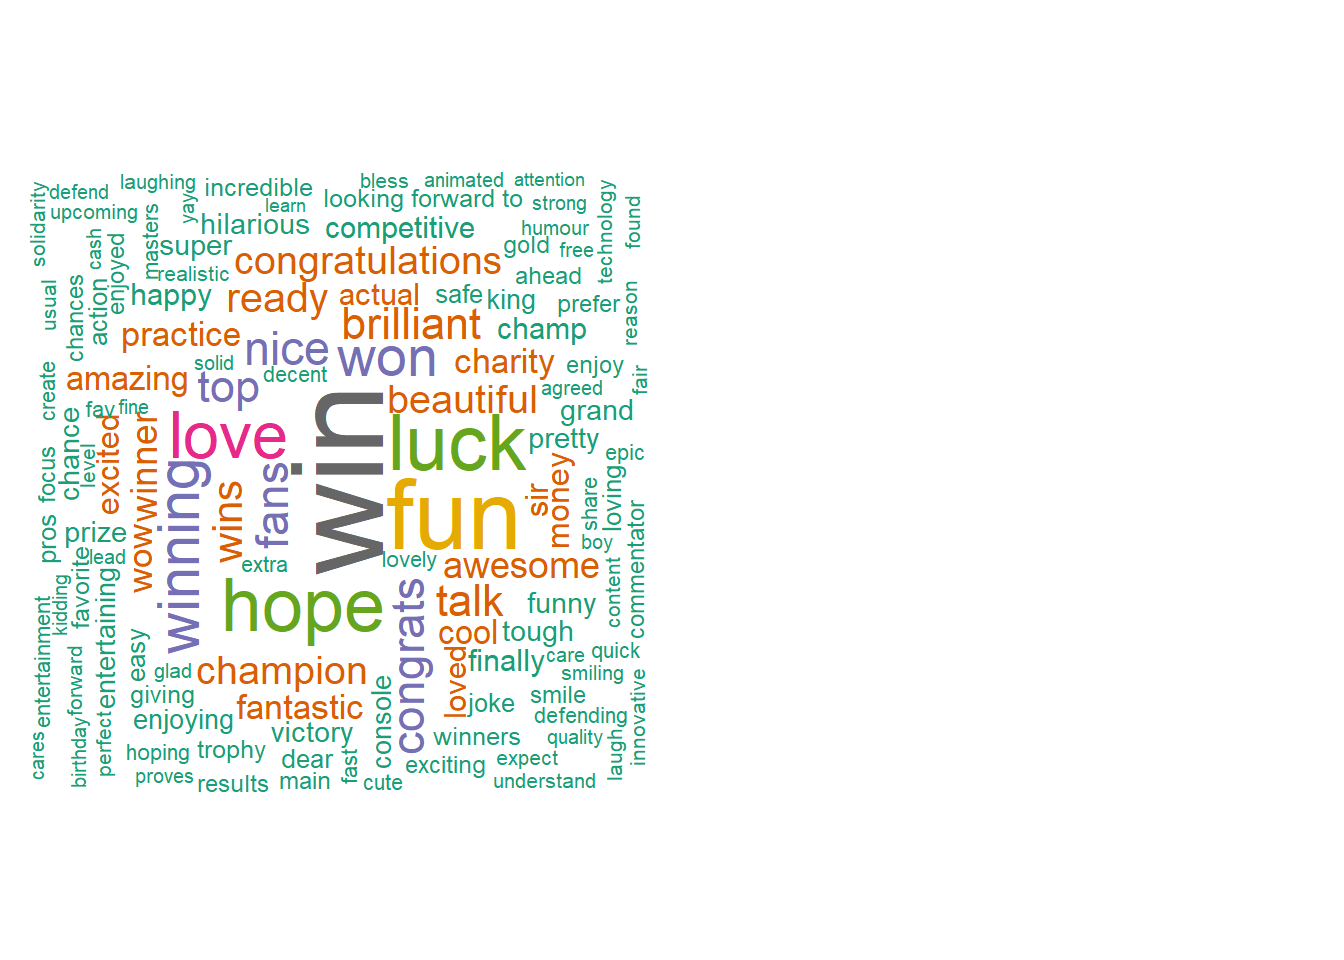 laughing
bless
animated
attention
defend
incredible
looking forward to
strong
solidarity
upcoming
yay
learn
masters
hilarious
competitive
humour
technology
found
cash
enjoyed
super
congratulations
gold
free
realistic
ahead
usual
chances
action
happy
ready
actual
safe
king
prefer
reason
practice
brilliant
champ
nice
won
solid
decent
charity
enjoy
create
amazing
top
agreed
fair
fav
fine
beautiful
grand
chance
excited
winner
love
win
luck
pretty
epic
focus
level
winning
wins
fans
fun
sir
money
share
loving
pros
prize
wow
boy
commentator
lead
favorite
extra
lovely
awesome
kidding
entertaining
hope
congrats
talk
funny
content
entertainment
easy
cool
tough
glad
champion
loved
finally
care
quick
smiling
forward
giving
fantastic
console
joke
smile
innovative
enjoying
victory
defending
cares
birthday
perfect
hoping
trophy
winners
quality
laugh
dear
fast
exciting
expect
proves
results
main
cute
understand